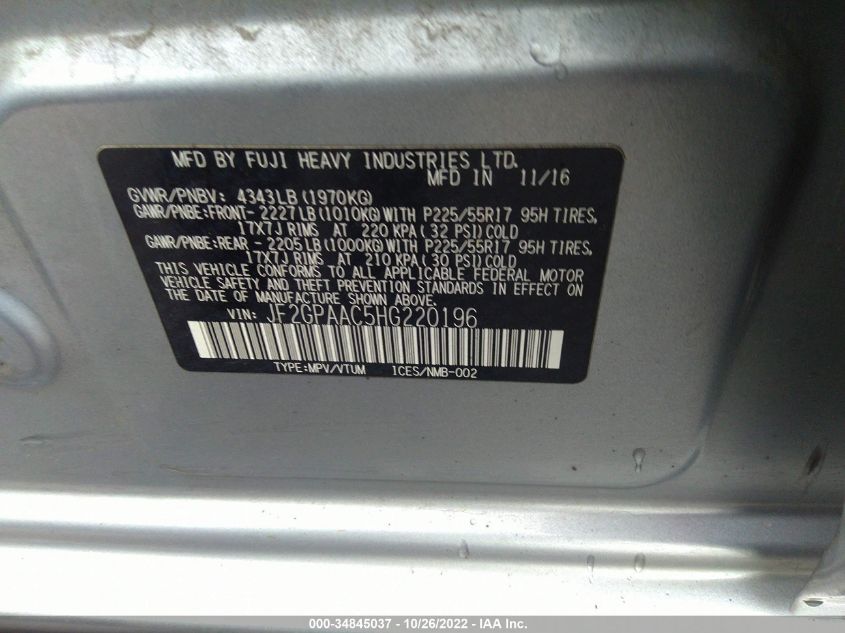 MFD BY FUJI HEAVY INDUSTRIES LTD.
MFD IN 11/16
GVWR/PNBV: 4343LB (1970KG)
GAWR/PNBE:FRONT- 2227LB (1010KG) WITH P225/55R17 95H TIRES,
17X7J RIMS AT 220 KPA( 32 PSI) COLD
GAWR/PNBE:REAR - 2205LB (1000KG) WITH P225/55R17 95H TIRES,
17X7J RIMS AT 210 KPA( 30 PSI) COLD
THIS VEHICLE CONFORMS TO ALL APPLICABLE FEDERAL MOTOR
VEHICLE SAFETY AND THEFT PREVENTION STANDARDS IN EFFECT ON
THE DATE OF MANUFACTURE SHOWN ABOVE.
VIN: JF2GPAAC5HG220196
TYPE:MPV/VTUM ICES/NMB-002
000-34845037 - 10/26/2022 - IAA Inc.